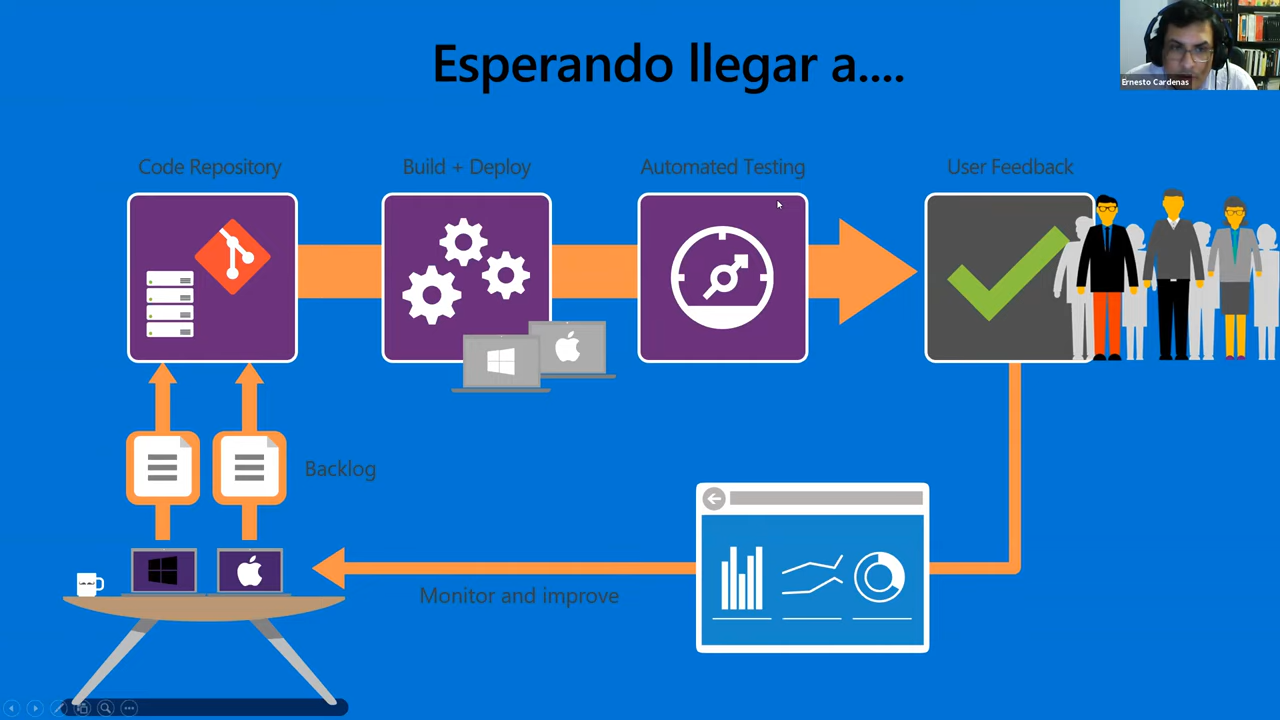 Esperando llegar a....
Ernesto Cardenas
Code Repository
Build + Deploy
Automated Testing
User Feedback
Backlog
Monitor and improve